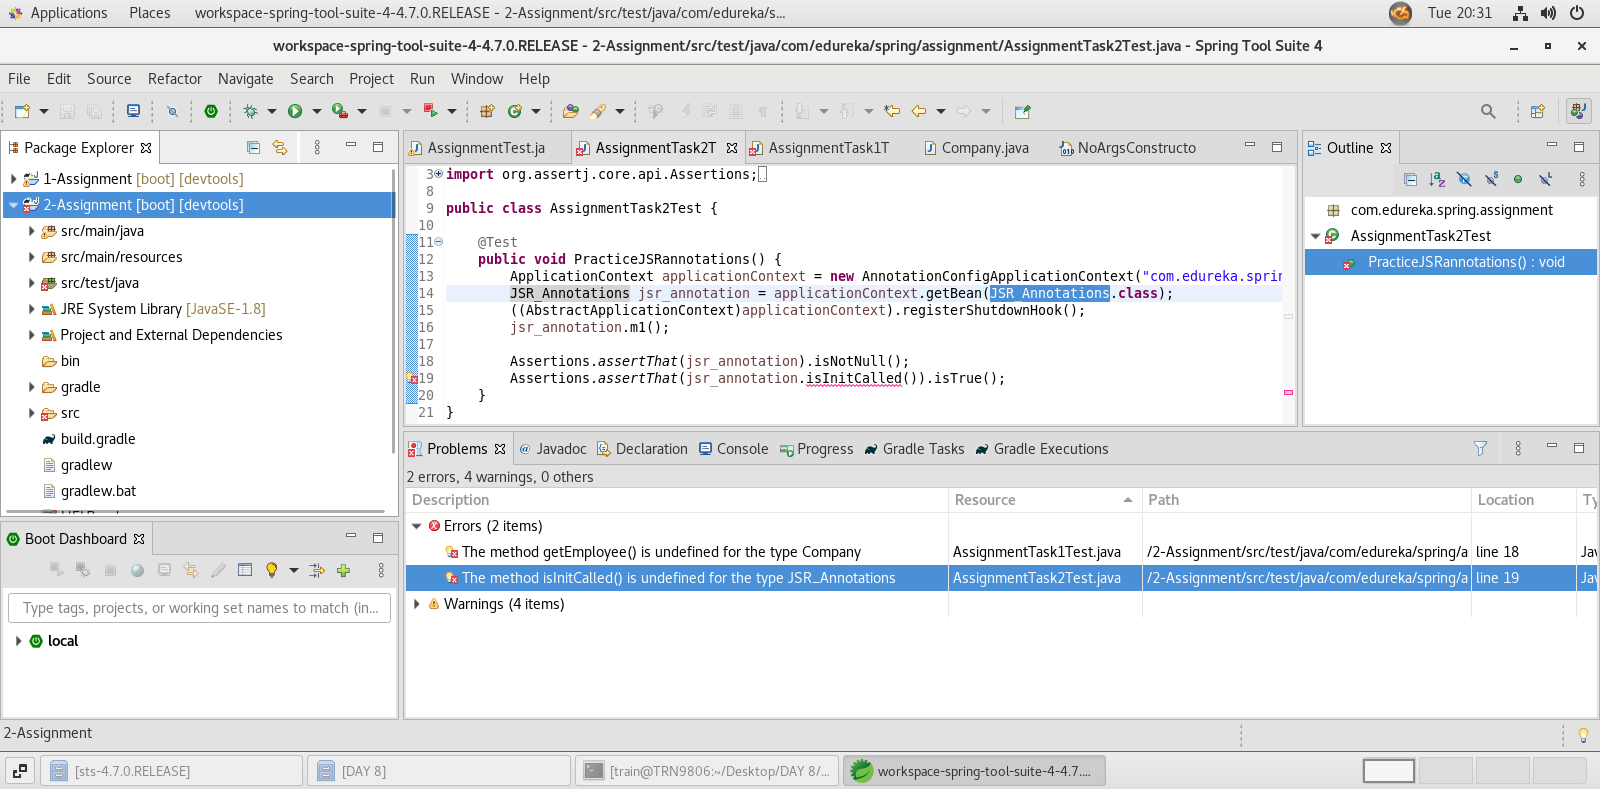 Applications Places workspace-spring-tool-suite-4-4.7.0.RELEASE - 2-Assignment/src/test/java/com/edureka/s... Tue 20:31
workspace-spring-tool-suite-4-4.7.0.RELEASE - 2-Assignment/src/test/java/com/edureka/spring/assignment/AssignmentTask2Test.java - Spring Tool Suite 4
File Edit Source Refactor Navigate Search Project Run Window Help
Package Explorer
1-Assignment [boot] [devtools]
2-Assignment [boot] [devtools]
src/main/java
src/main/resources
src/test/java
JRE System Library [JavaSE-1.8]
Project and External Dependencies
bin
gradle
src
build.gradle
gradlew
gradlew.bat
Boot Dashboard
Type tags, projects, or working set names to match (in...
local
AssignmentTest.ja AssignmentTask2T AssignmentTask1T Company.java NoArgsConstructo
3 import org.assertj.core.api.Assertions;
8
9 public class AssignmentTask2Test {
10
11 @Test
12 public void PracticeJSRannotations() {
13 ApplicationContext applicationContext = new AnnotationConfigApplicationContext("com.edureka.sprin
14 JSR_Annotations jsr_annotation = applicationContext.getBean(JSR_Annotations.class);
15 ((AbstractApplicationContext)applicationContext).registerShutdownHook();
16 jsr_annotation.m1();
17
18 Assertions.assertThat(jsr_annotation).isNotNull();
19 Assertions.assertThat(jsr_annotation.isInitCalled()).isTrue();
20 }
21 }
Outline
com.edureka.spring.assignment
AssignmentTask2Test
PracticeJSRannotations() : void
Problems Javadoc Declaration Console Progress Gradle Tasks Gradle Executions
2 errors, 4 warnings, 0 others
Description Resource Path Location Ty
Errors (2 items)
The method getEmployee() is undefined for the type Company AssignmentTask1Test.java /2-Assignment/src/test/java/com/edureka/spring/a line 18 Jav
The method isInitCalled() is undefined for the type JSR_Annotations AssignmentTask2Test.java /2-Assignment/src/test/java/com/edureka/spring/a line 19 Jav
Warnings (4 items)
2-Assignment
[sts-4.7.0.RELEASE] [DAY 8] [train@TRN9806:~/Desktop/DAY 8/... workspace-spring-tool-suite-4-4.7....